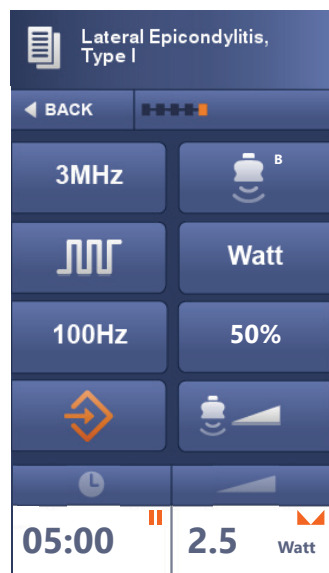 Lateral Epicondylitis,
Type I
BACK
3MHz
B
Watt
100Hz
50%
05:00
2.5 Watt